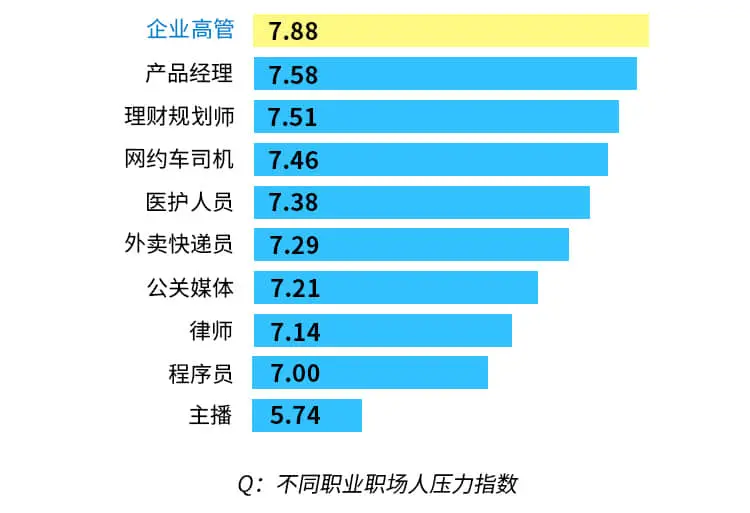 企业高管 7.88
产品经理 7.58
理财规划师 7.51
网约车司机 7.46
医护人员 7.38
外卖快递员 7.29
公关媒体 7.21
律师 7.14
程序员 7.00
主播 5.74
Q：不同职业职场人压力指数